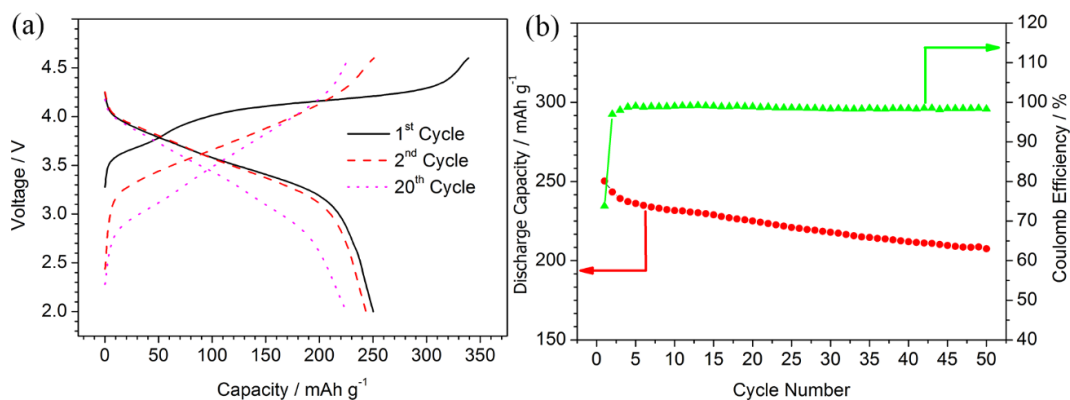 (a)
4.5
4.0
3.5
3.0
2.5
2.0
Voltage / V
1st Cycle
2nd Cycle
20th Cycle
0 50 100 150 200 250 300 350
Capacity / mAh g-1
(b)
300
250
200
150
Discharge Capacity / mAh g-1
120
110
100
90
80
70
60
50
40
Coulomb Efficiency / %
0 5 10 15 20 25 30 35 40 45 50
Cycle Number